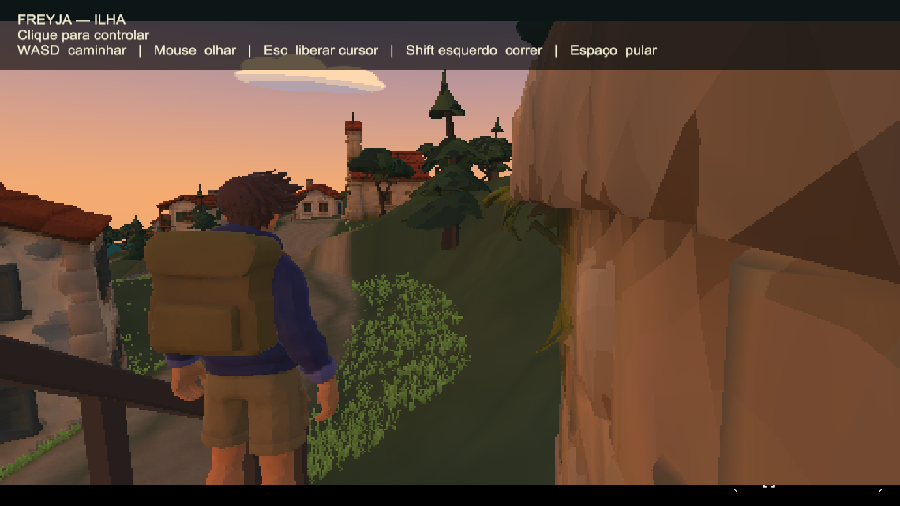 FREYJA — ILHA
Clique para controlar
WASD caminhar | Mouse olhar | Esc liberar cursor | Shift esquerdo correr | Espaço pular